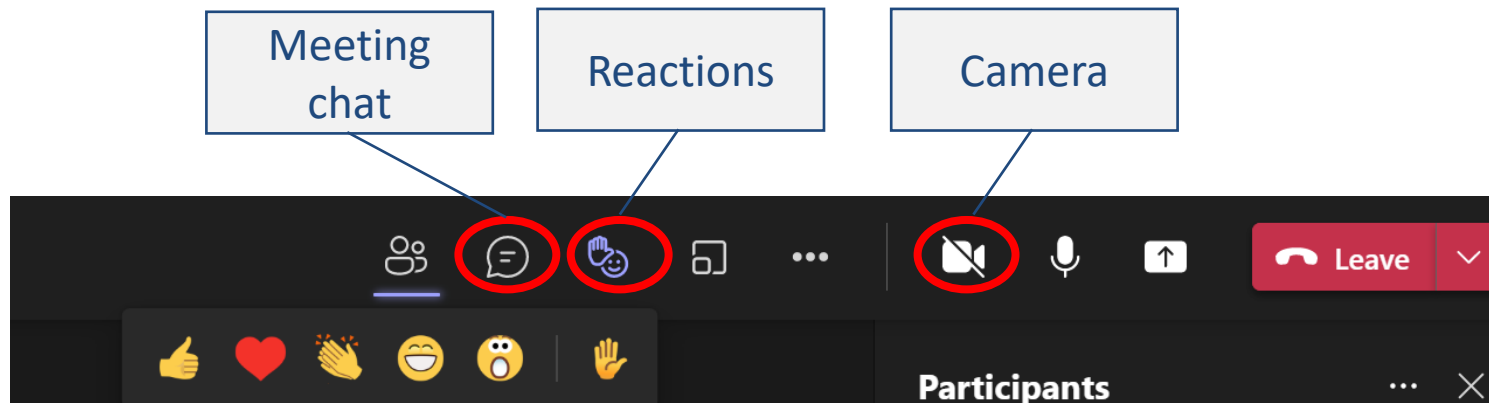 Meeting
chat
Reactions
Camera
Leave
Participants